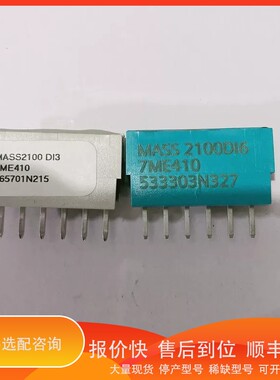 MASS2100 DI3
7ME410
65701N215
MASS 2100DI6
7ME410
533303N327
选配咨询
报价快 售后到位 顺丰
大量现货 停产型号 稀缺型号 可开